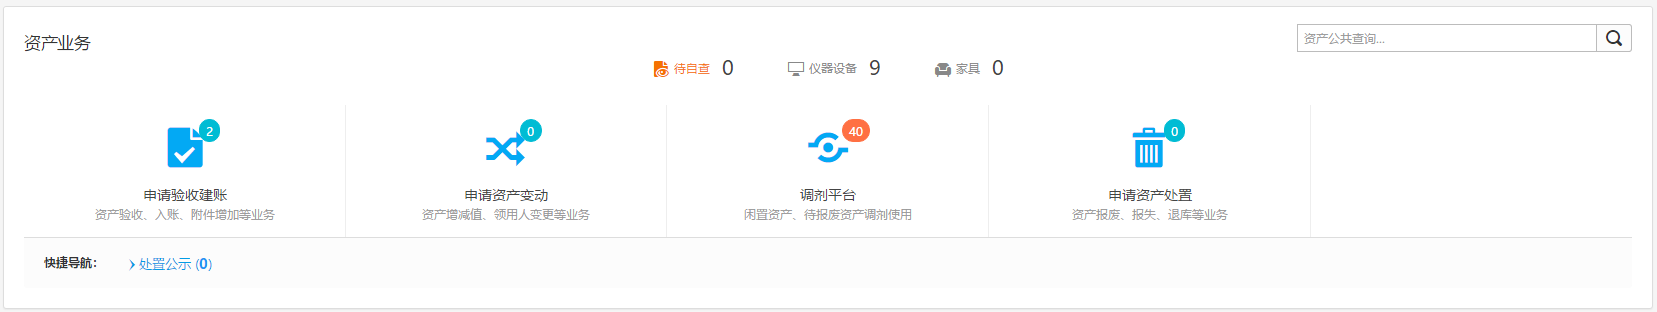 资产业务
资产公共查询...
待自查 0 仪器设备 9 家具 0
2
申请验收建账
资产验收、入账、附件增加等业务
0
申请资产变动
资产增减值、领用人变更等业务
40
调剂平台
闲置资产、待报废资产调剂使用
0
申请资产处置
资产报废、报失、退库等业务
快捷导航: 处置公示 (0)